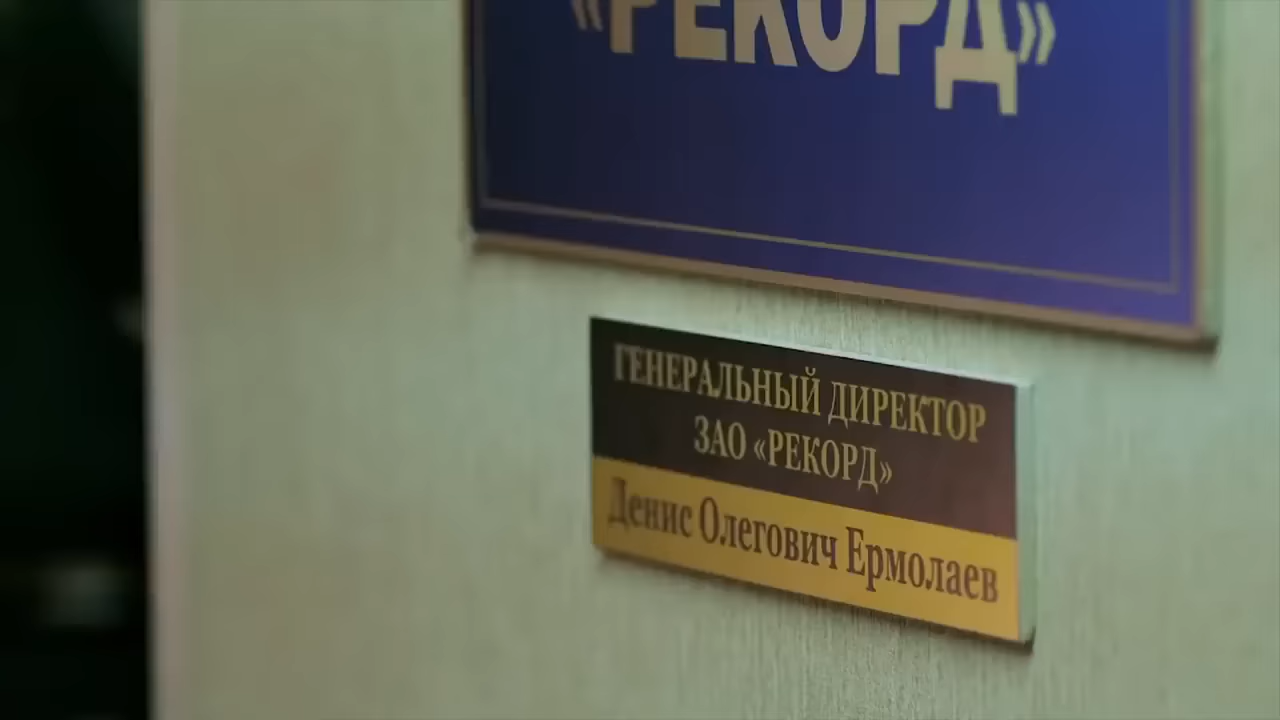 «РЕКОРД»
ГЕНЕРАЛЬНЫЙ ДИРЕКТОР
ЗАО «РЕКОРД»
Денис Олегович Ермолаев